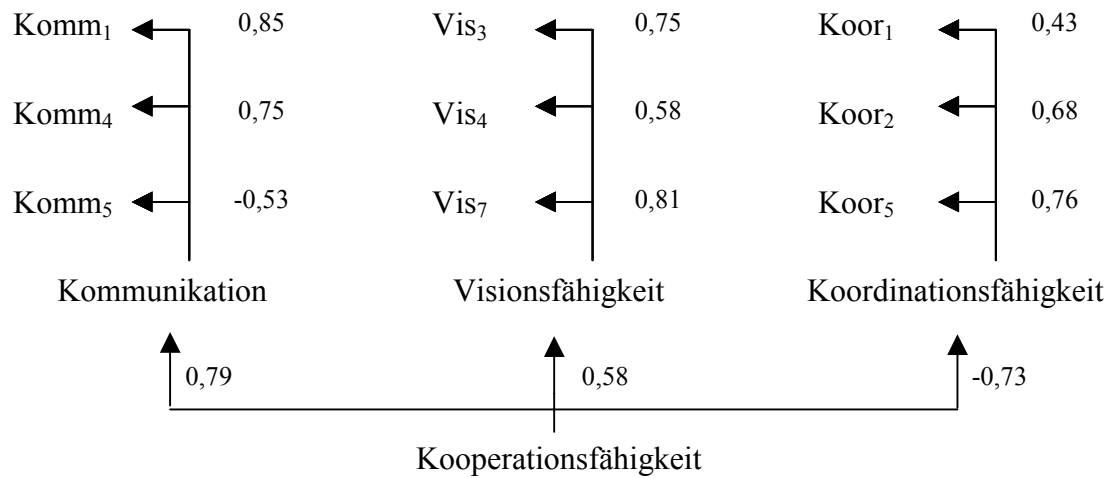 Komm₁ 0,85 Vis₃ 0,75 Koor₁ 0,43
Komm₄ 0,75 Vis₄ 0,58 Koor₂ 0,68
Komm₅ -0,53 Vis₇ 0,81 Koor₅ 0,76
Kommunikation Visionsfähigkeit Koordinationsfähigkeit
0,79 0,58 -0,73
Kooperationsfähigkeit